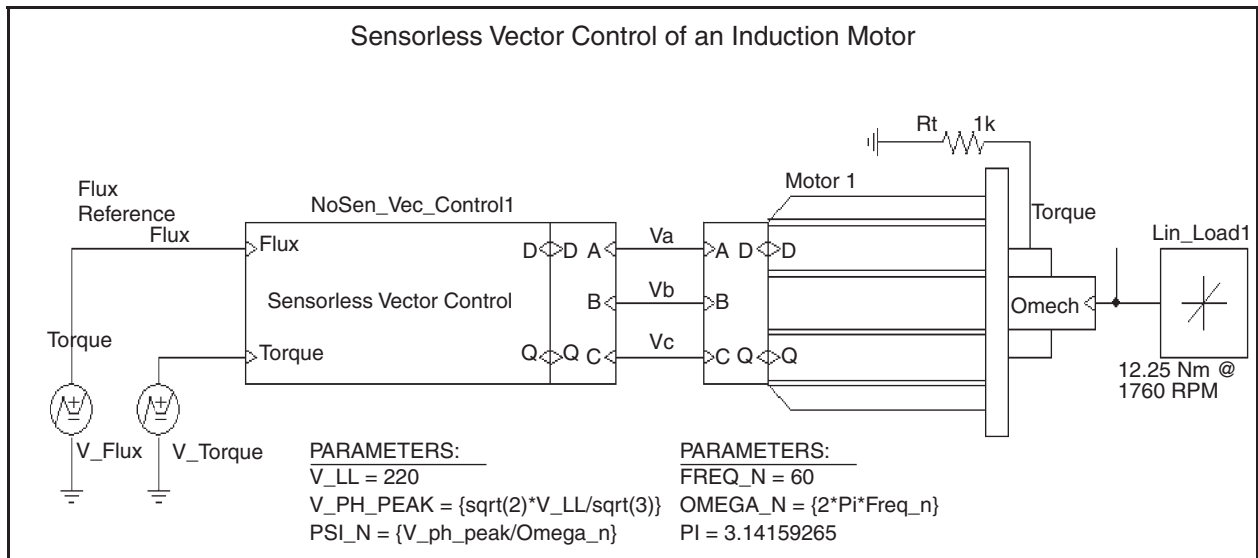 Sensorless Vector Control of an Induction Motor
Rt 1k
Motor 1
Flux
Reference
Flux
NoSen_Vec_Control1
Torque
Lin_Load1
Flux
D D A
Va
A D D
Sensorless Vector Control
B
Vb
B
Omech
Torque
Torque
Q Q C
Vc
C Q Q
12.25 Nm @
1760 RPM
V_Flux
V_Torque
PARAMETERS:
V_LL = 220
V_PH_PEAK = {sqrt(2)*V_LL/sqrt(3)}
PSI_N = {V_ph_peak/Omega_n}
PARAMETERS:
FREQ_N = 60
OMEGA_N = {2*Pi*Freq_n}
PI = 3.14159265